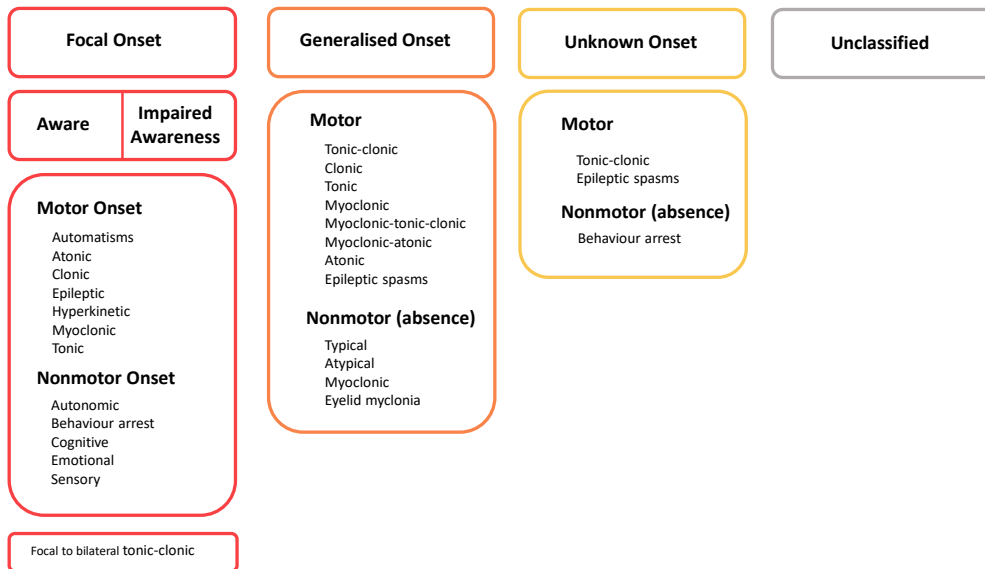 Focal Onset
Aware
Impaired
Awareness
Motor Onset
Automatisms
Atonic
Clonic
Epileptic
Hyperkinetic
Myoclonic
Tonic
Nonmotor Onset
Autonomic
Behaviour arrest
Cognitive
Emotional
Sensory
Focal to bilateral tonic-clonic
Generalised Onset
Motor
Tonic-clonic
Clonic
Tonic
Myoclonic
Myoclonic-tonic-clonic
Myoclonic-atonic
Atonic
Epileptic spasms
Nonmotor (absence)
Typical
Atypical
Myoclonic
Eyelid myclonia
Unknown Onset
Motor
Tonic-clonic
Epileptic spasms
Nonmotor (absence)
Behaviour arrest
Unclassified